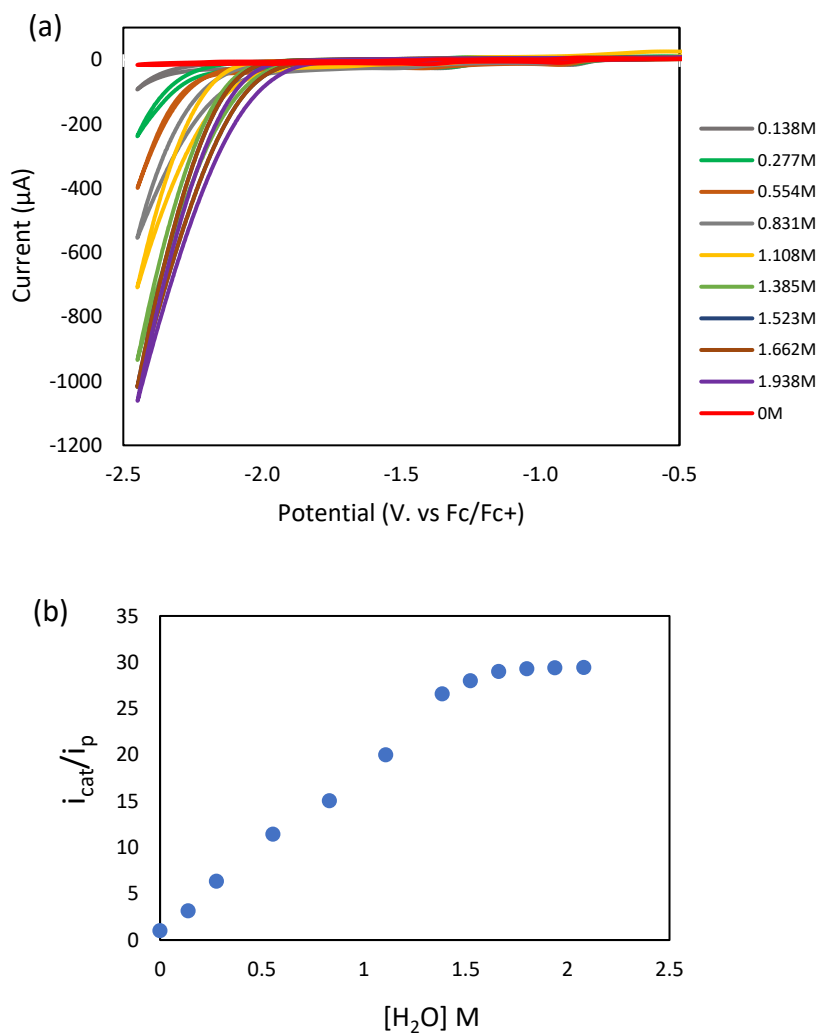 (a)
0
-200
-400
-600
-800
-1000
-1200
Current (µA)
-2.5 -2.0 -1.5 -1.0 -0.5
Potential (V. vs Fc/Fc+)
0.138M
0.277M
0.554M
0.831M
1.108M
1.385M
1.523M
1.662M
1.938M
0M
(b)
35
30
25
20
15
10
5
0
i_cat/i_p
0 0.5 1 1.5 2 2.5
[H₂O] M